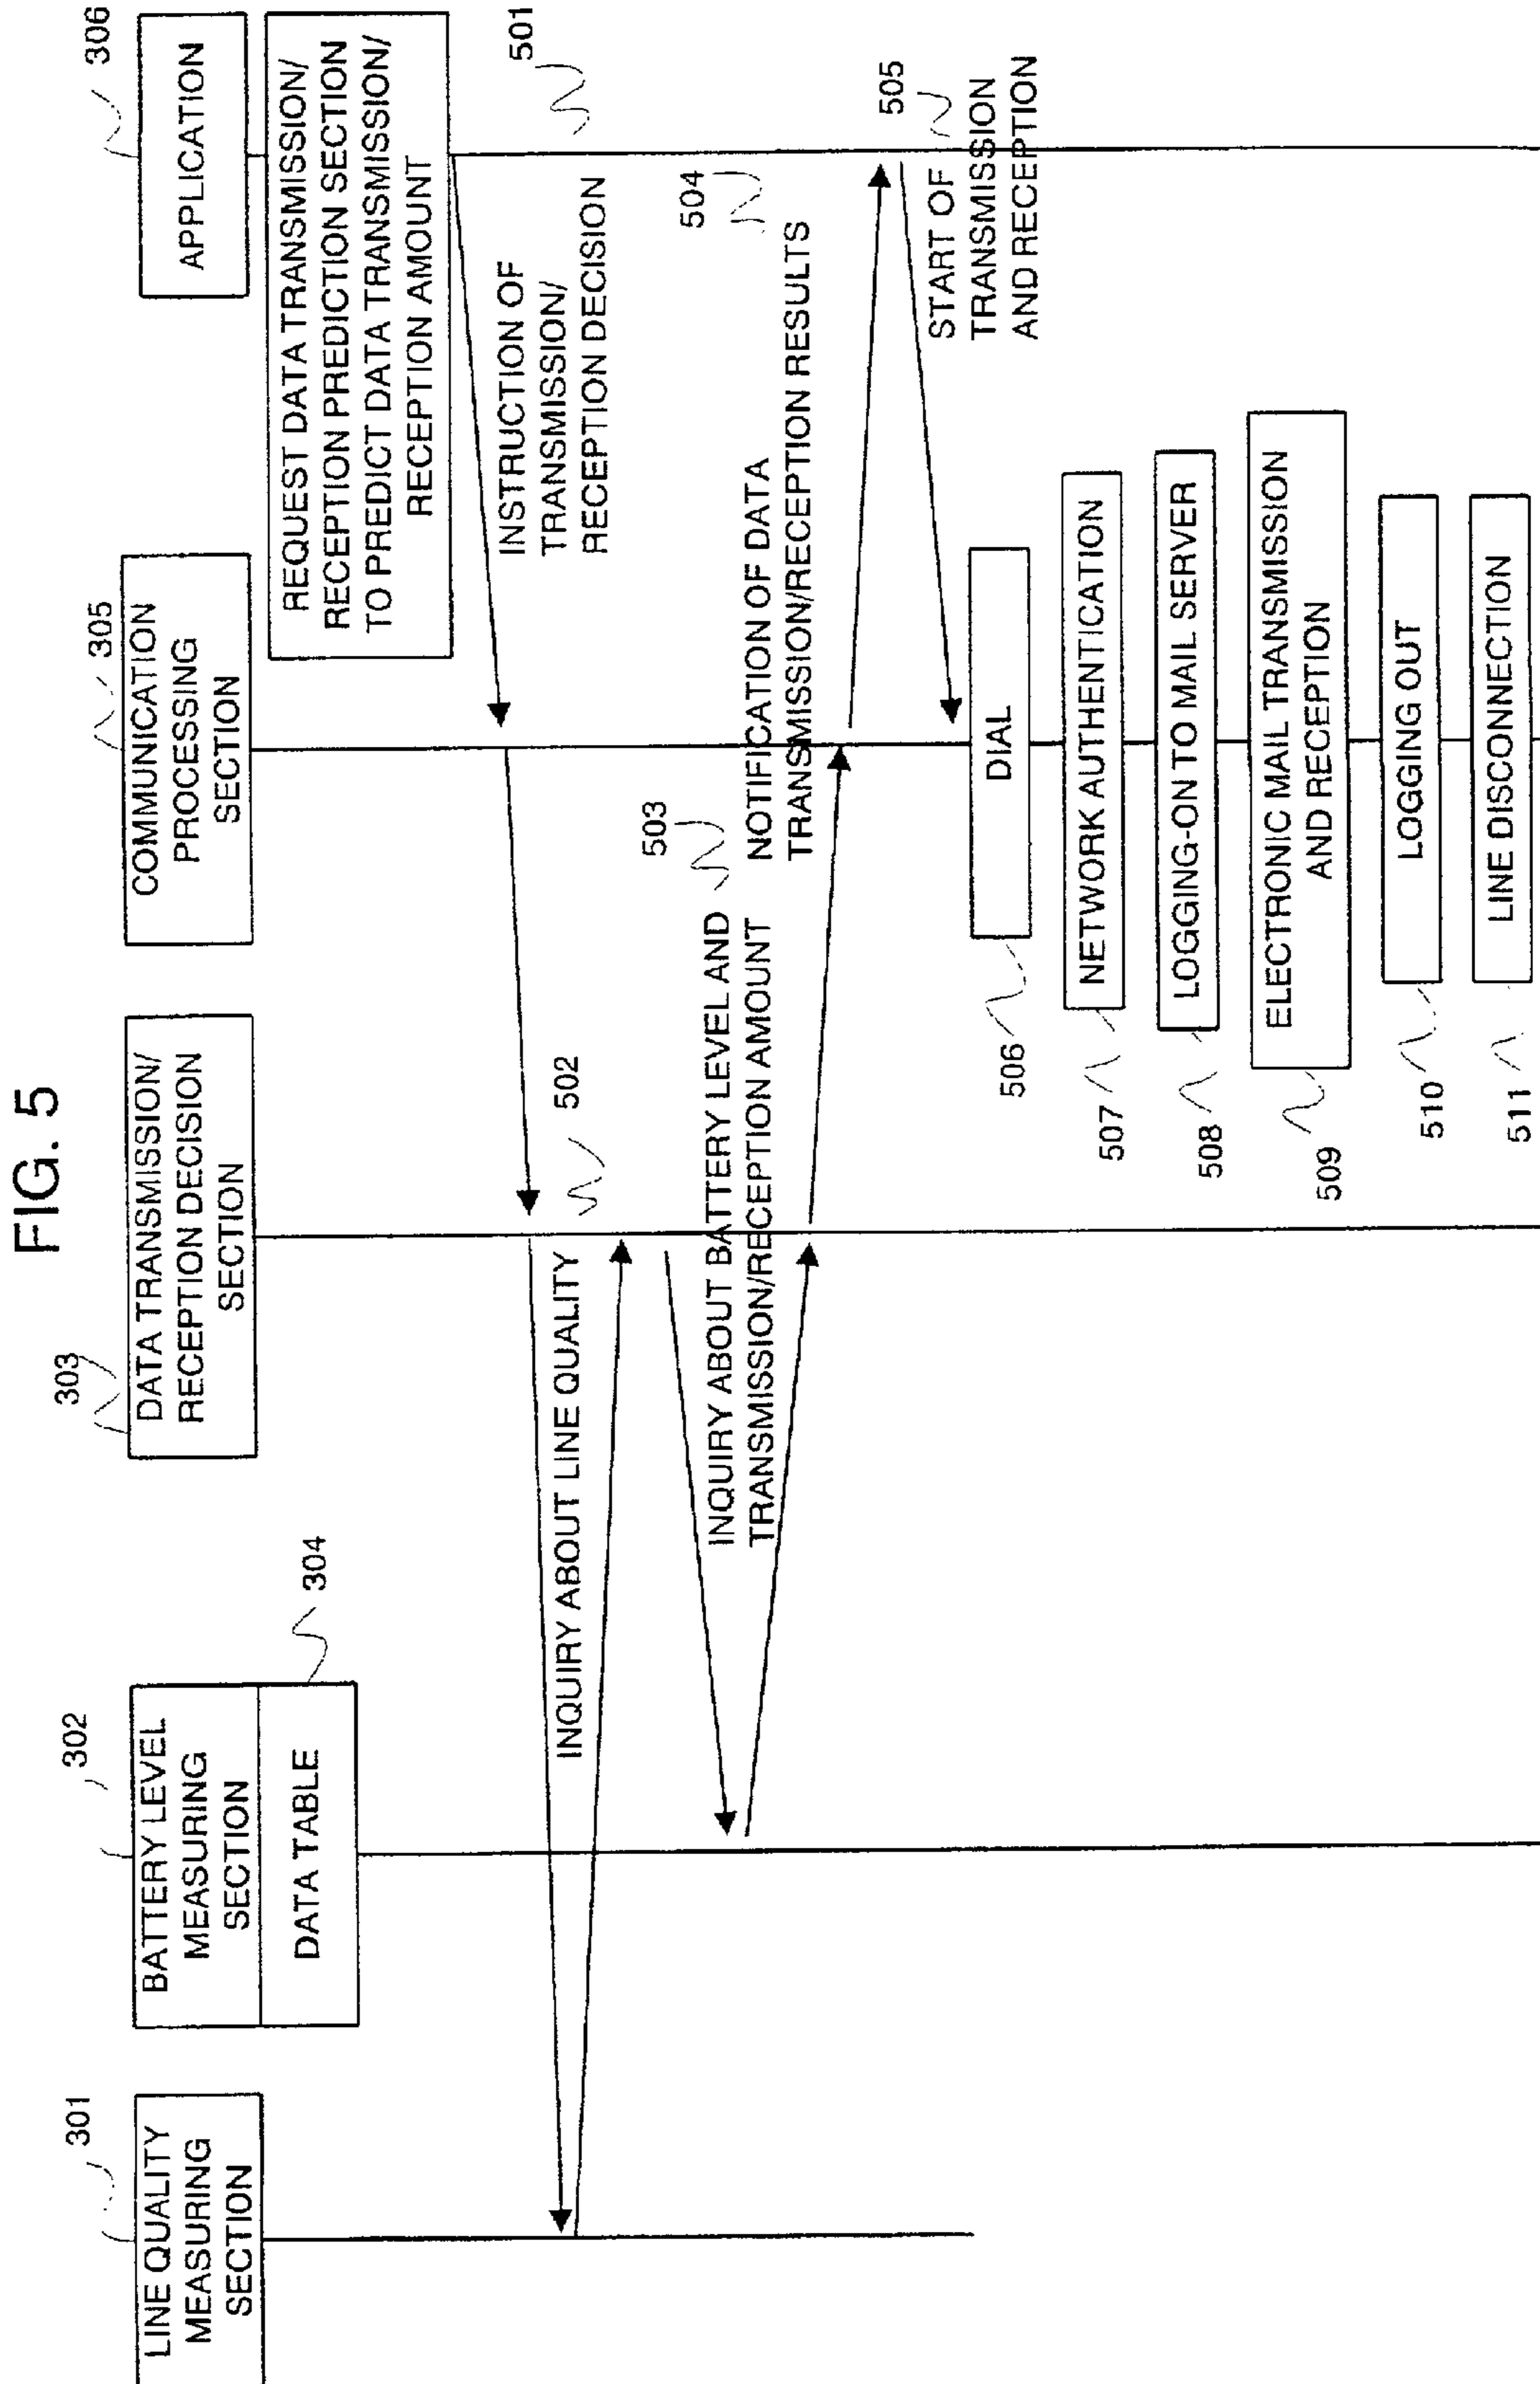 FIG. 5
301
LINE QUALITY
MEASURING
SECTION
302
BATTERY LEVEL
MEASURING
SECTION
DATA TABLE
304
303
DATA TRANSMISSION/
RECEPTION DECISION
SECTION
305
COMMUNICATION
PROCESSING
SECTION
306
APPLICATION
REQUEST DATA TRANSMISSION/
RECEPTION PREDICTION SECTION
TO PREDICT DATA TRANSMISSION/
RECEPTION AMOUNT
501
INSTRUCTION OF
TRANSMISSION/
RECEPTION DECISION
502
INQUIRY ABOUT LINE QUALITY
503
INQUIRY ABOUT BATTERY LEVEL AND
TRANSMISSION/RECEPTION AMOUNT
504
NOTIFICATION OF DATA
TRANSMISSION/RECEPTION RESULTS
505
START OF
TRANSMISSION
AND RECEPTION
506
DIAL
507
NETWORK AUTHENTICATION
508
LOGGING-ON TO MAIL SERVER
509
ELECTRONIC MAIL TRANSMISSION
AND RECEPTION
510
LOGGING OUT
511
LINE DISCONNECTION